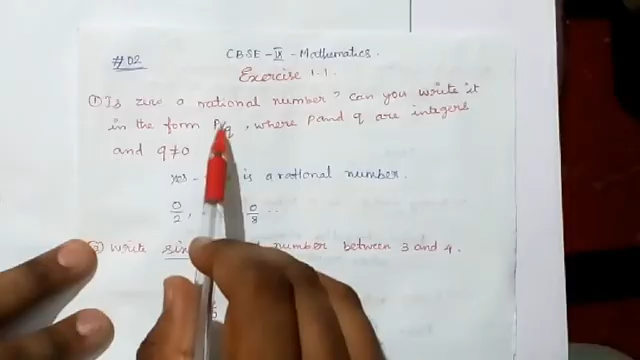 #02
CBSE - IX - Mathematics.
Exercise 1.1.
① Is zero a rational number? Can you write it
in the form P/q, where P and q are integers
and q≠0
yes - is a rational number.
0/2, 0/8 ..
② Write six number between 3 and 4.